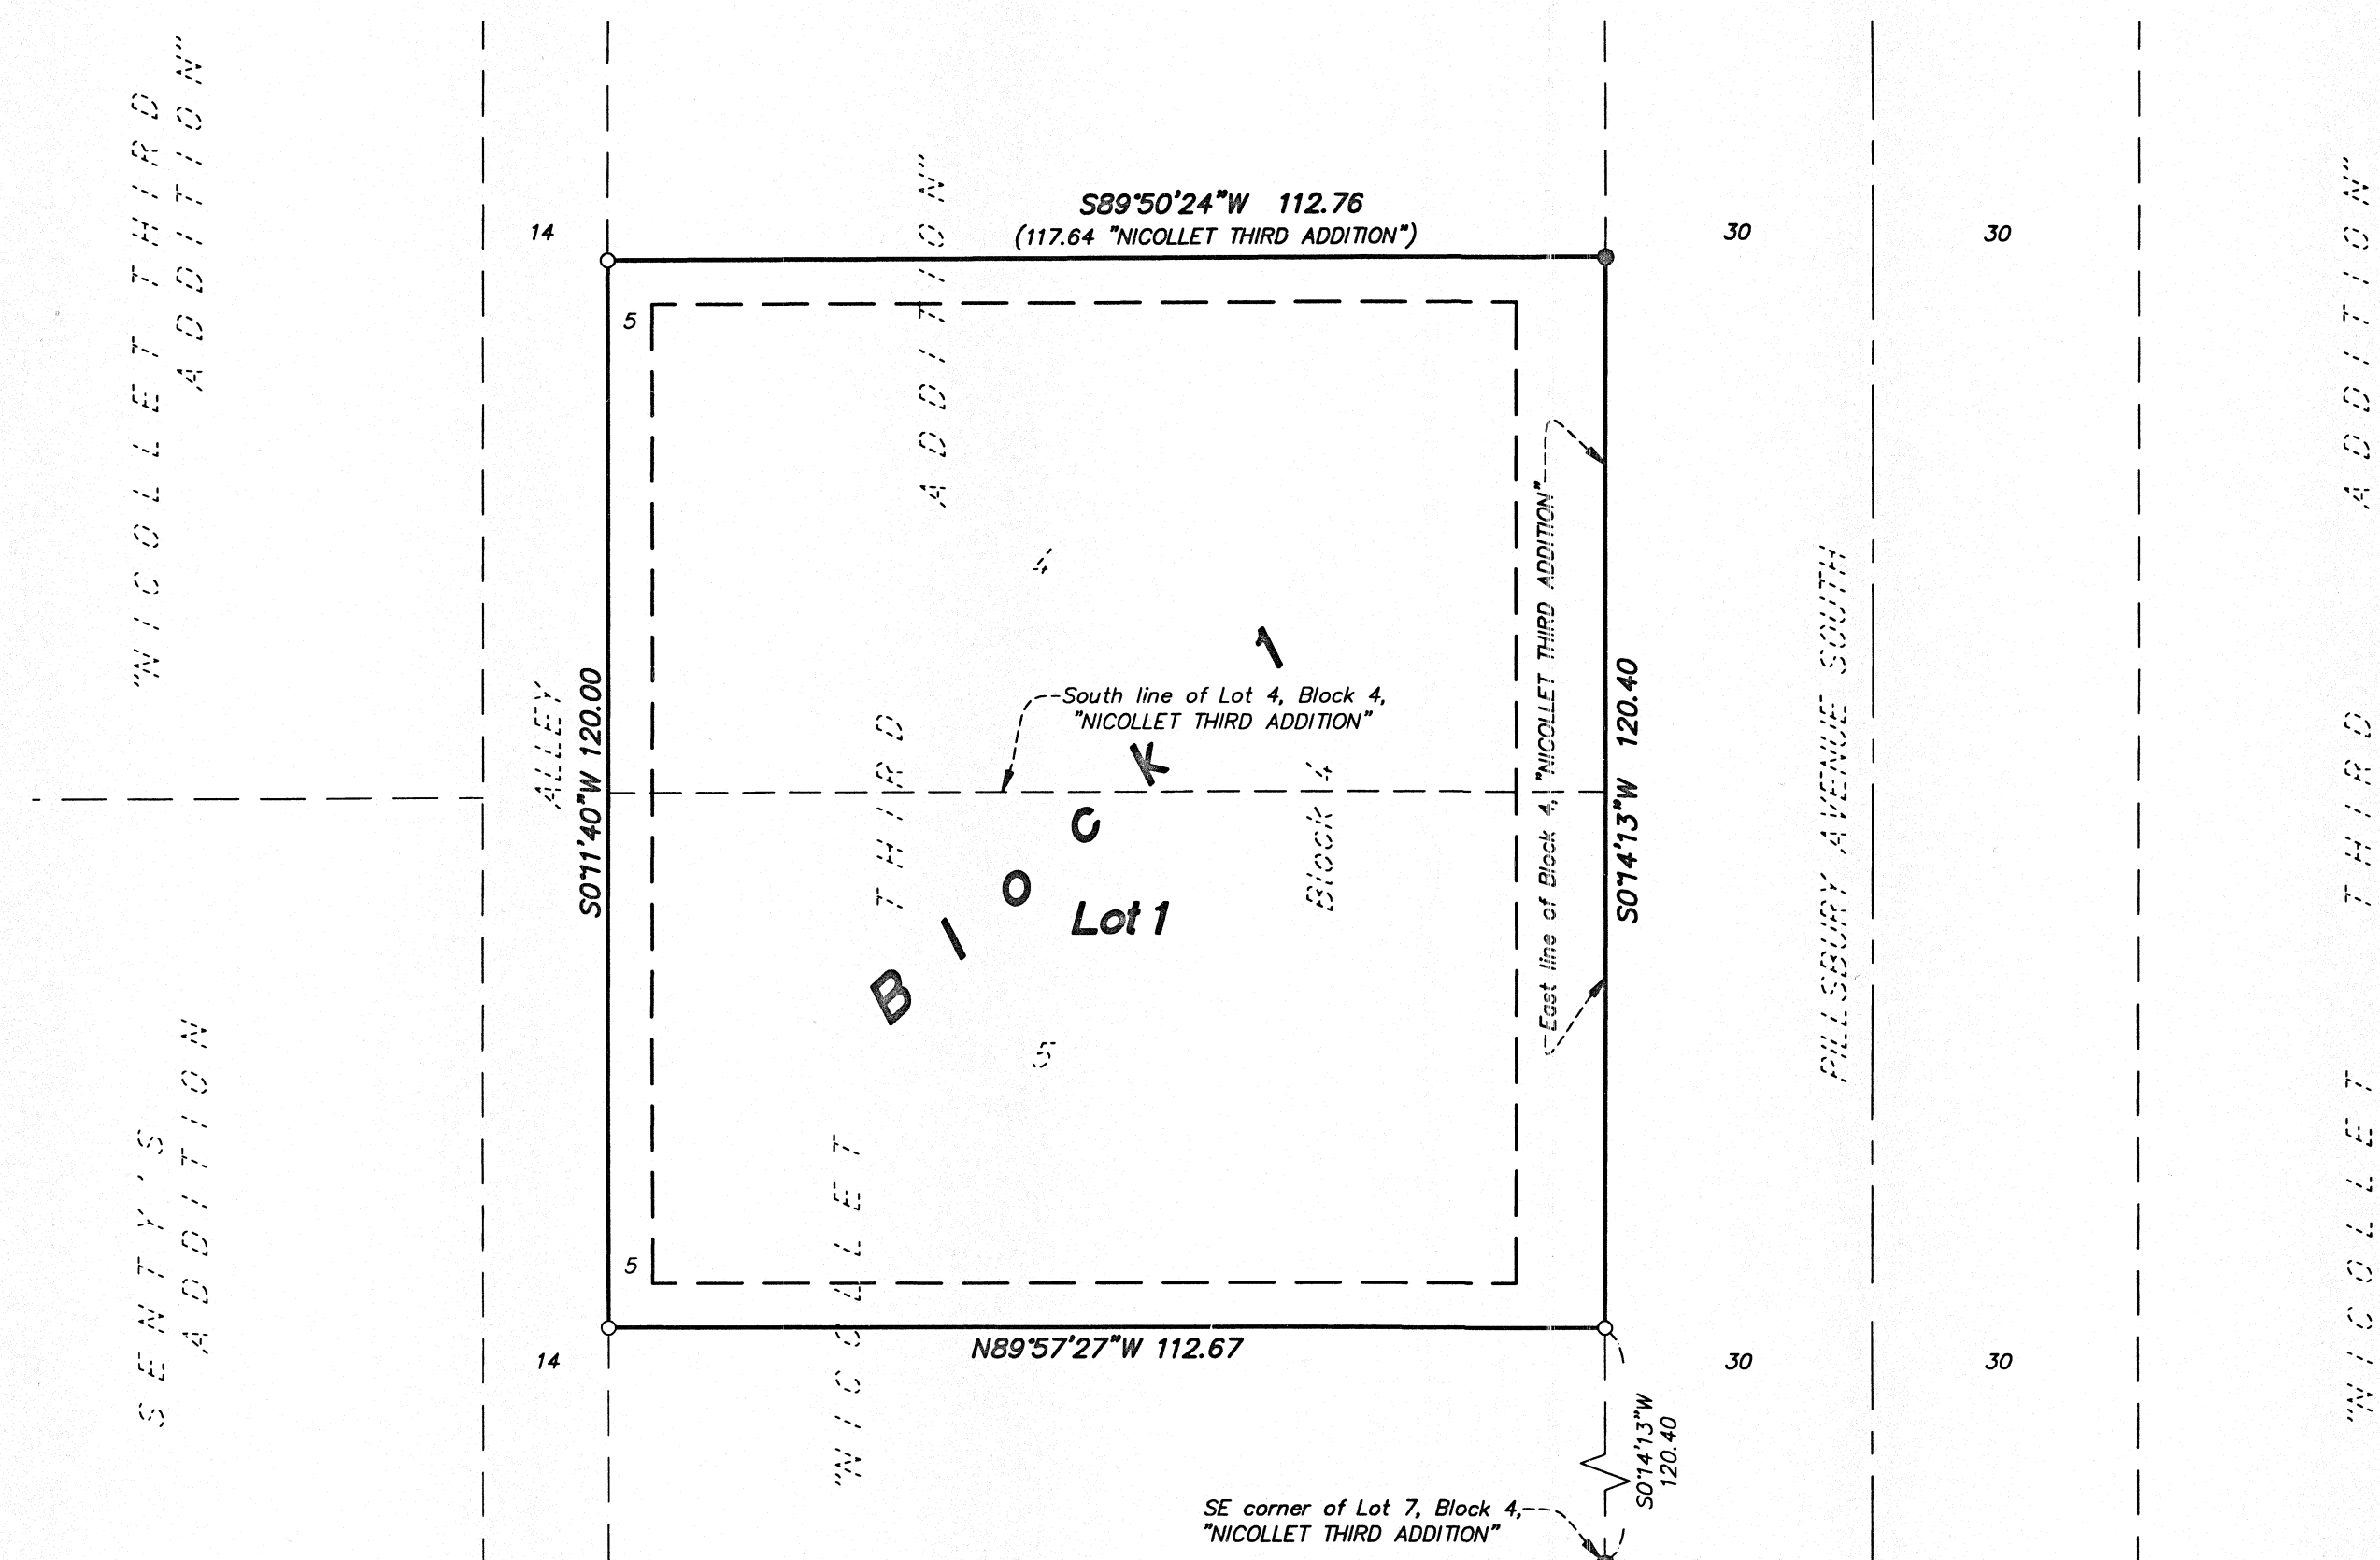 "NICOLLET THIRD
ADDITION"
14
S89°50'24"W 112.76
(117.64 "NICOLLET THIRD ADDITION")
30
30
5
4
ALLEY
S0°11'40"W 120.00
South line of Lot 4, Block 4,
"NICOLLET THIRD ADDITION"
Block 1
Lot 1
Block 4
5
"NICOLLET THIRD ADDITION"
East line of Block 4, "NICOLLET THIRD ADDITION"
S0°14'13"W 120.40
PILLSBURY AVENUE SOUTH
"NICOLLET THIRD ADDITION"
SENTY'S
ADDITION
5
14
N89°57'27"W 112.67
30
30
S0°14'13"W
120.40
SE corner of Lot 7, Block 4,
"NICOLLET THIRD ADDITION"